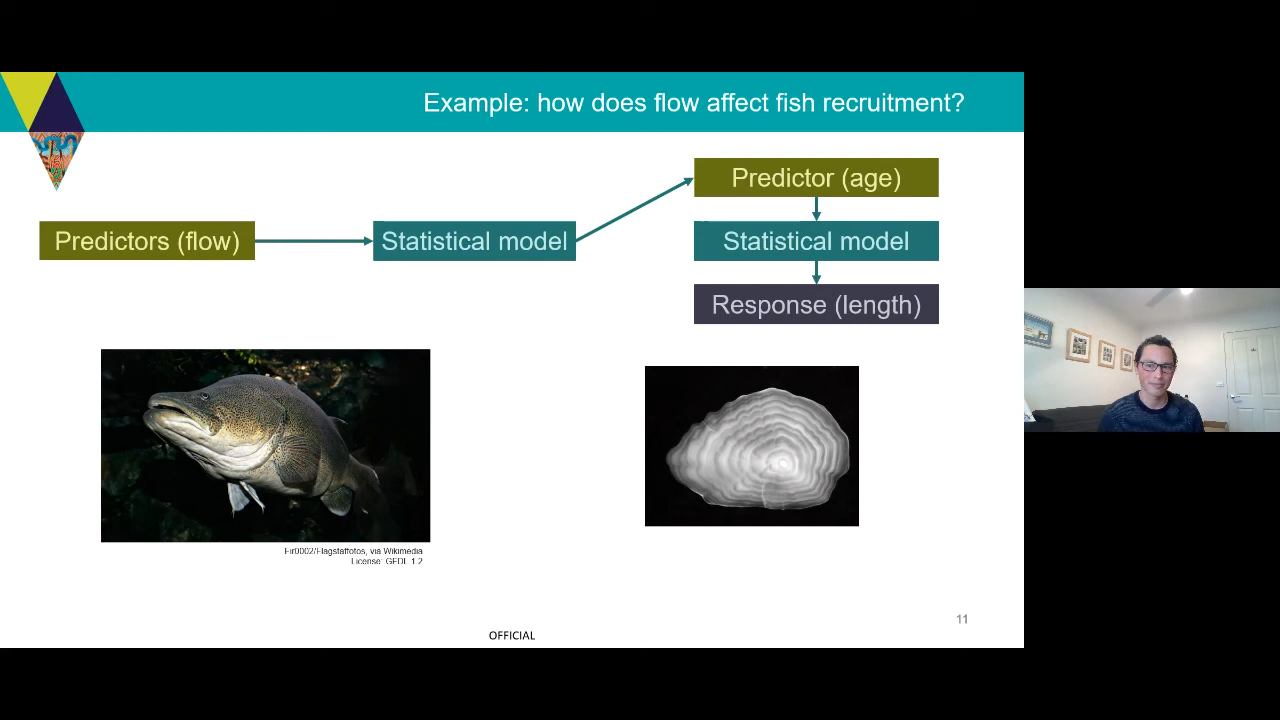 Example: how does flow affect fish recruitment?
Predictor (age)
Predictors (flow)
Statistical model
Statistical model
Response (length)
Fir0002/Flagstaffotos, via Wikimedia
License: GFDL 1.2
11
OFFICIAL